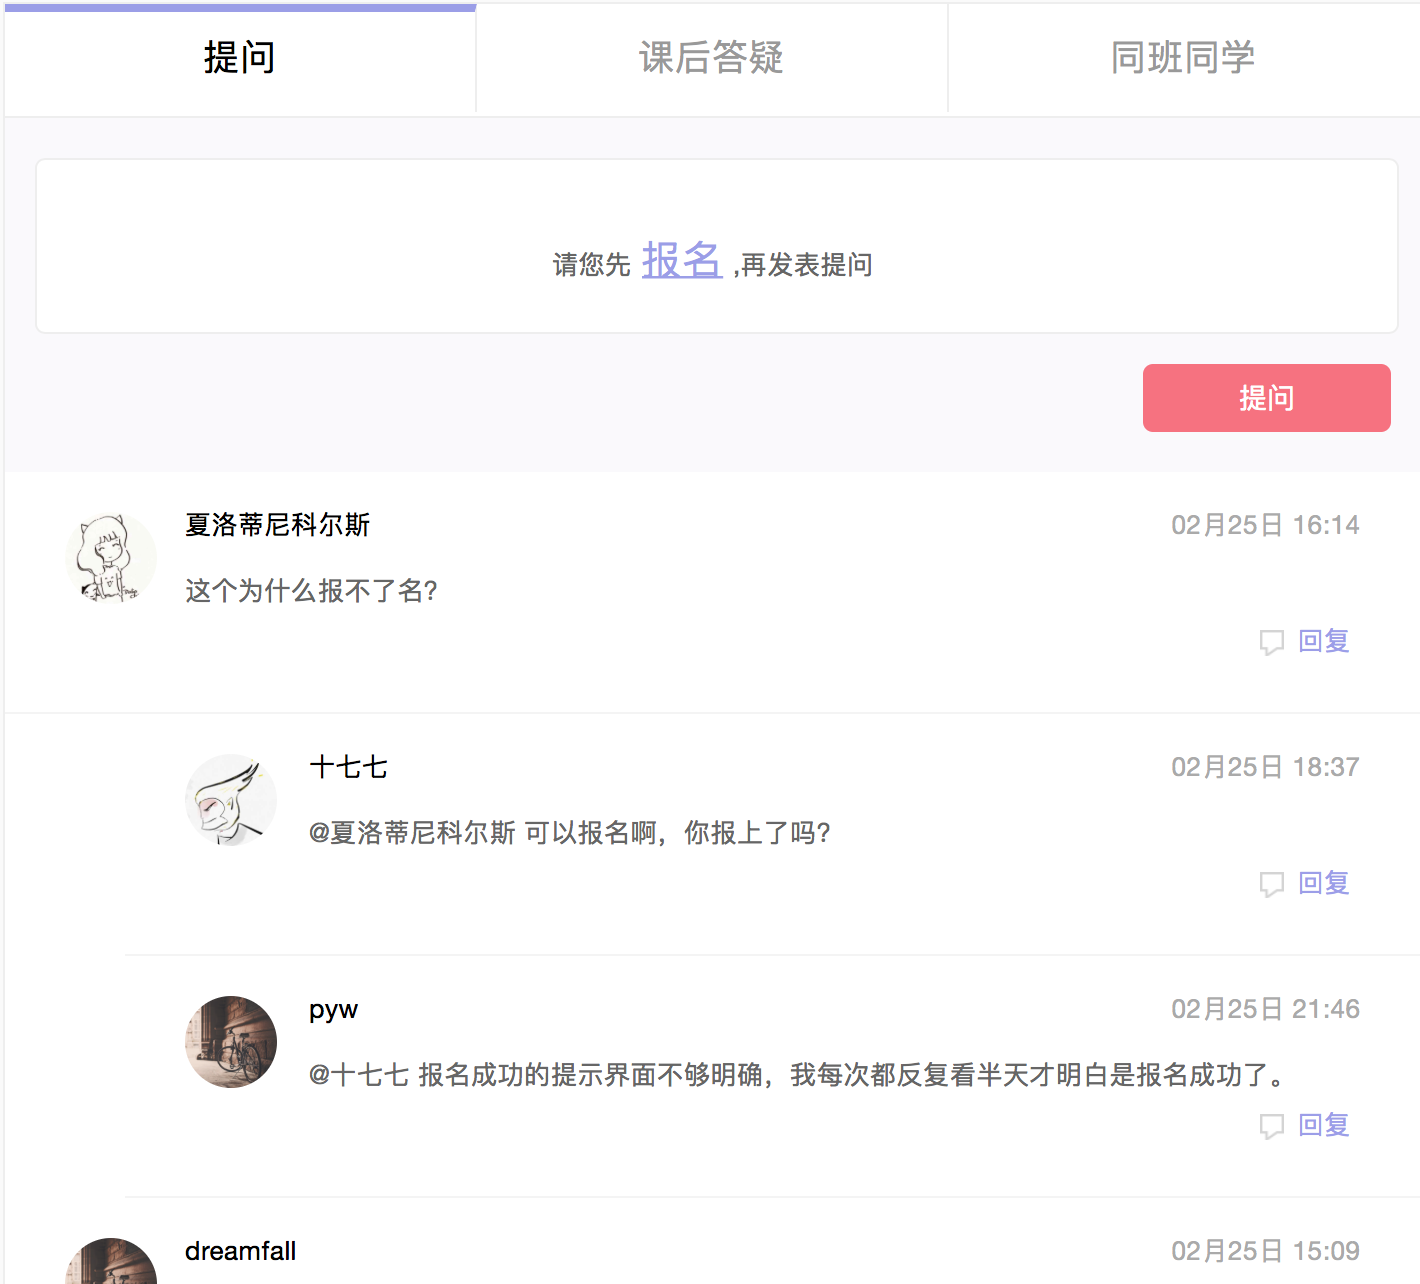 提问
课后答疑
同班同学
请您先 报名 ,再发表提问
提问
夏洛蒂尼科尔斯
02月25日 16:14
这个为什么报不了名?
回复
十七七
02月25日 18:37
@夏洛蒂尼科尔斯 可以报名啊，你报上了吗?
回复
pyw
02月25日 21:46
@十七七 报名成功的提示界面不够明确，我每次都反复看半天才明白是报名成功了。
回复
dreamfall
02月25日 15:09